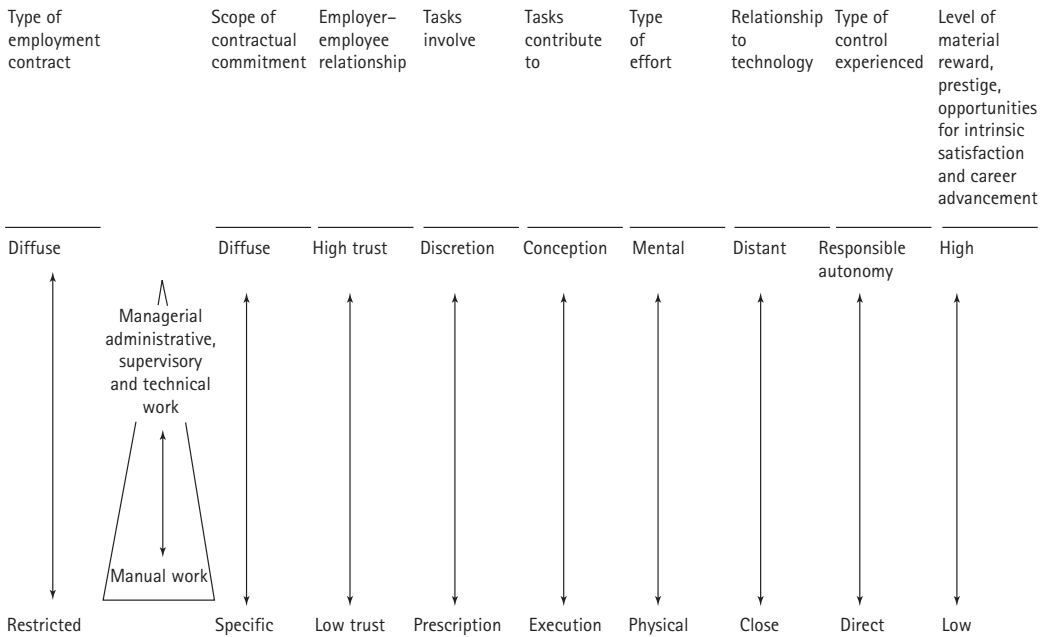 Type of
employment
contract
Scope of
contractual
commitment
Employer–
employee
relationship
Tasks
involve
Tasks
contribute
to
Type
of
effort
Relationship
to
technology
Type of
control
experienced
Level of
material
reward,
prestige,
opportunities
for intrinsic
satisfaction
and career
advancement
Diffuse
Diffuse
High trust
Discretion
Conception
Mental
Distant
Responsible
autonomy
High
Managerial
administrative,
supervisory
and technical
work
Manual work
Restricted
Specific
Low trust
Prescription
Execution
Physical
Close
Direct
Low